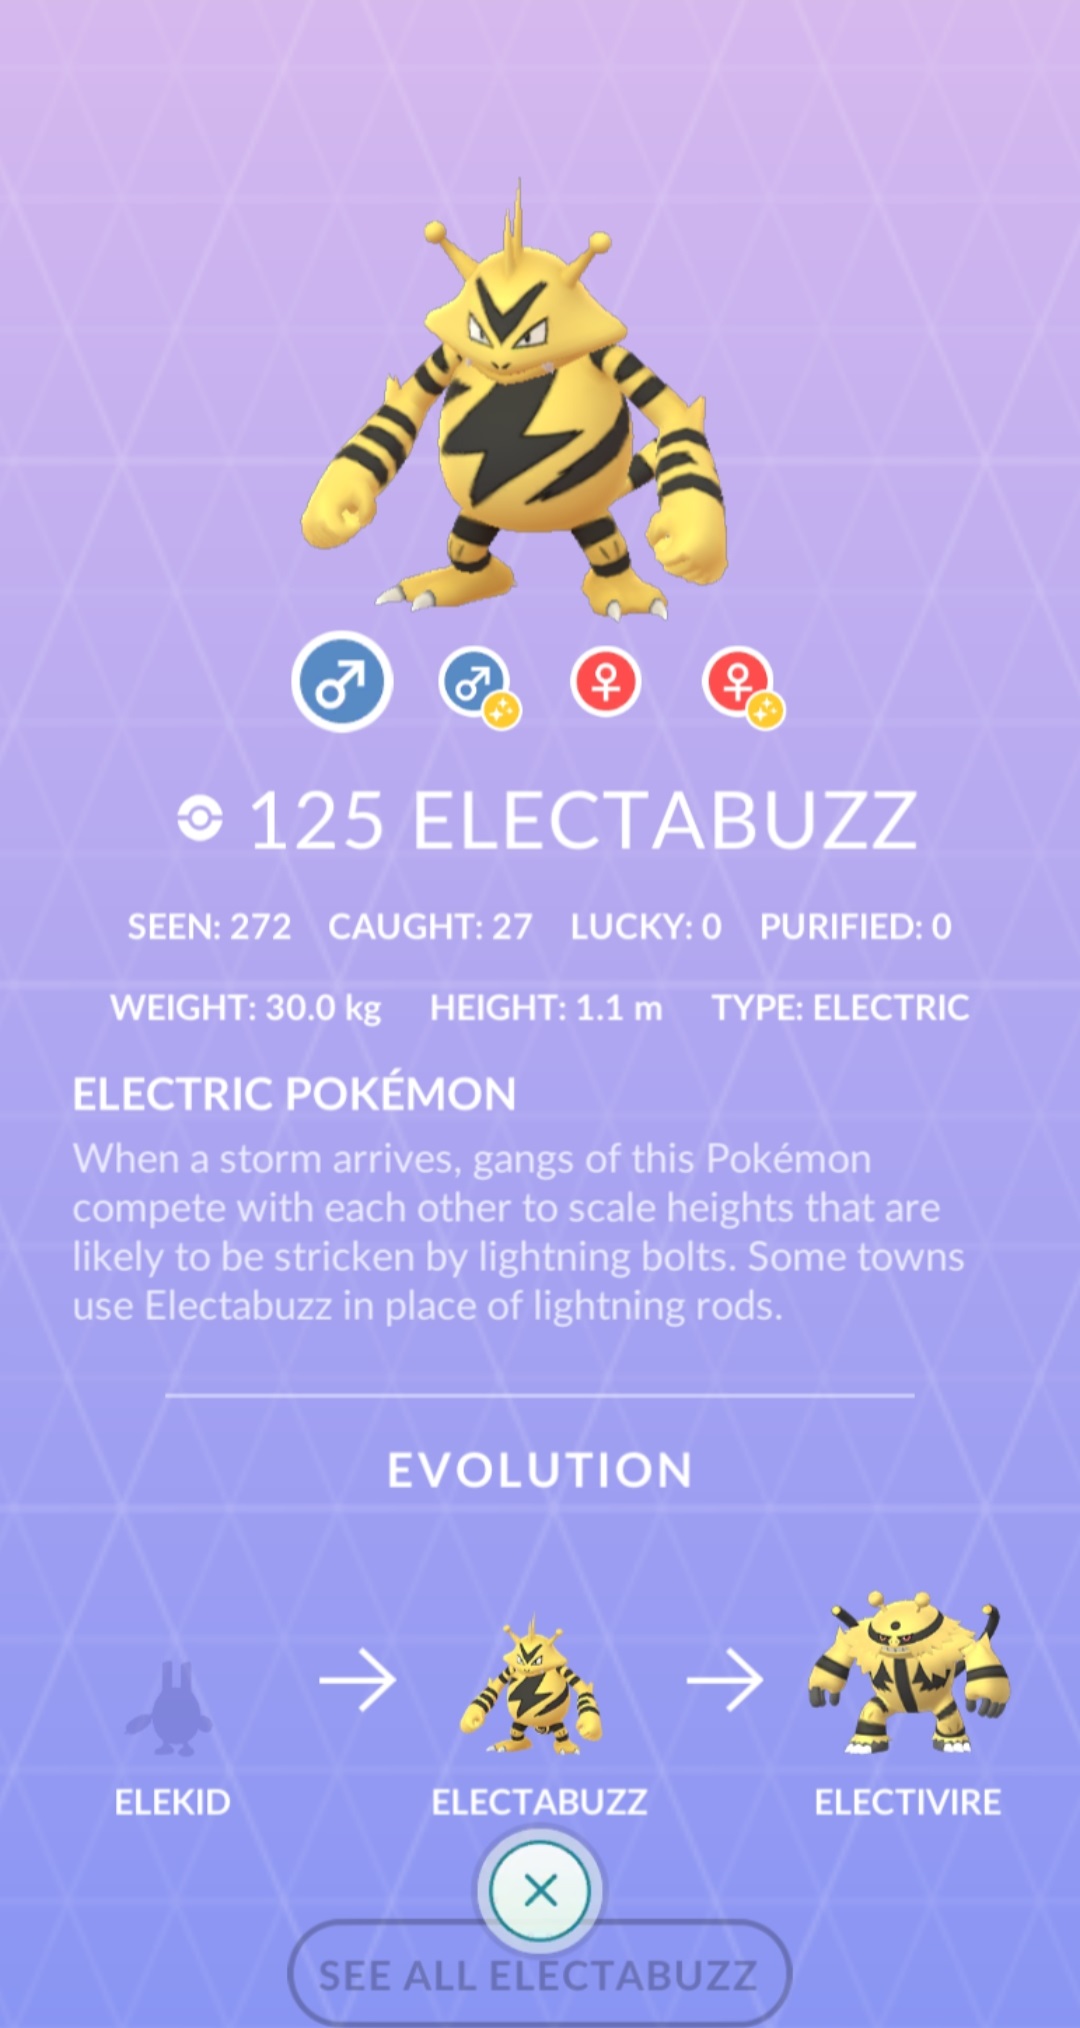 125 ELECTABUZZ
SEEN: 272 CAUGHT: 27 LUCKY: 0 PURIFIED: 0
WEIGHT: 30.0 kg HEIGHT: 1.1 m TYPE: ELECTRIC
ELECTRIC POKÉMON
When a storm arrives, gangs of this Pokémon
compete with each other to scale heights that are
likely to be stricken by lightning bolts. Some towns
use Electabuzz in place of lightning rods.
EVOLUTION
ELEKID ELECTABUZZ ELECTIVIRE
SEE ALL ELECTABUZZ